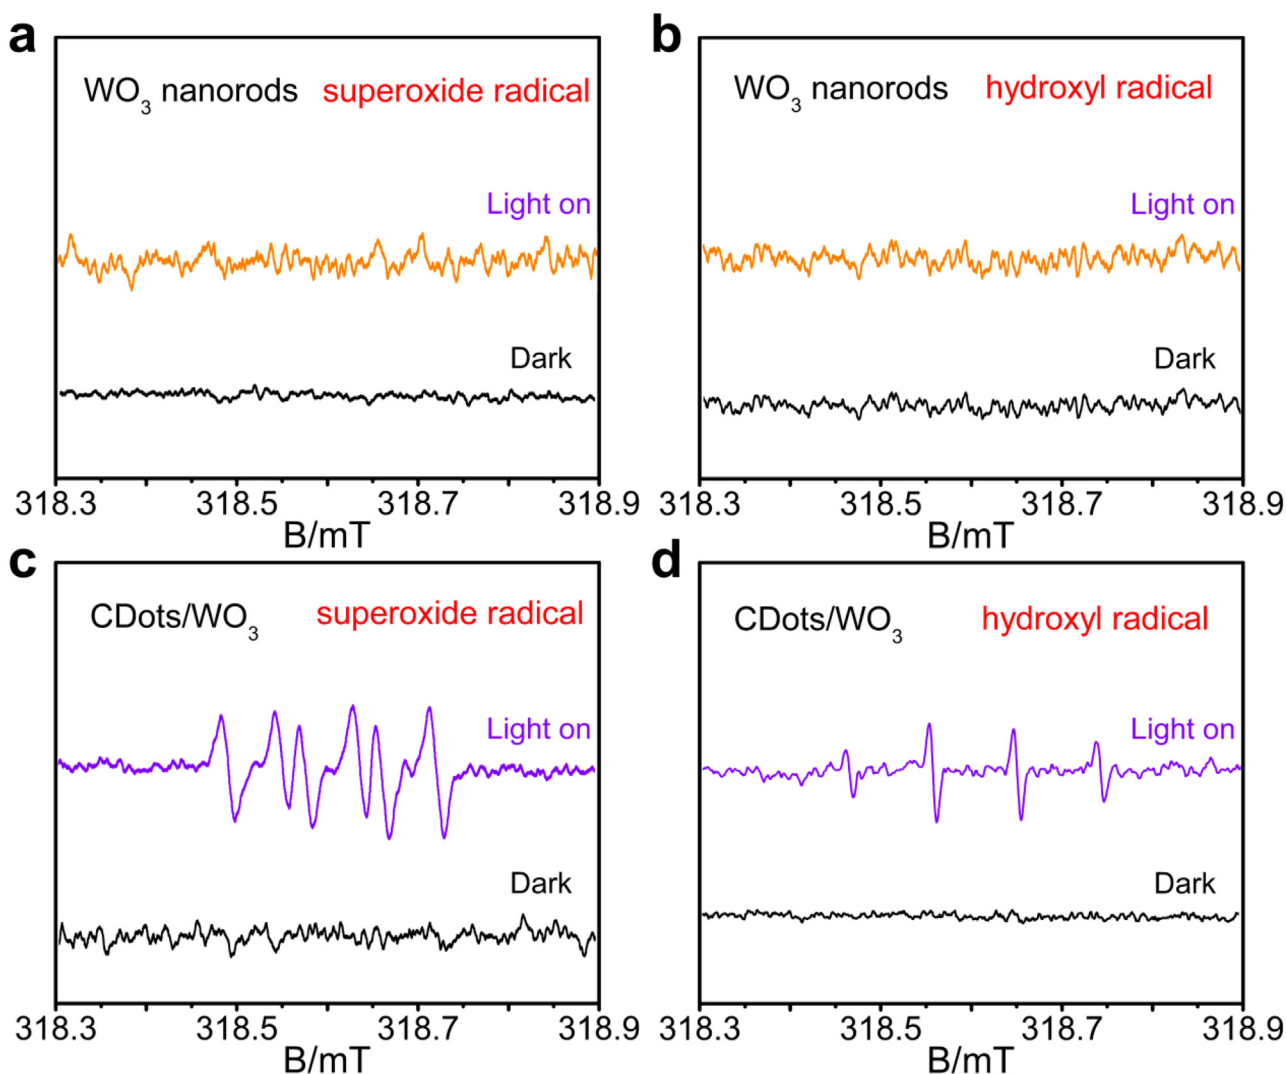 a
WO₃ nanorods superoxide radical
Light on
Dark
318.3 318.5 318.7 318.9
B/mT
b
WO₃ nanorods hydroxyl radical
Light on
Dark
318.3 318.5 318.7 318.9
B/mT
c
CDots/WO₃ superoxide radical
Light on
Dark
318.3 318.5 318.7 318.9
B/mT
d
CDots/WO₃ hydroxyl radical
Light on
Dark
318.3 318.5 318.7 318.9
B/mT